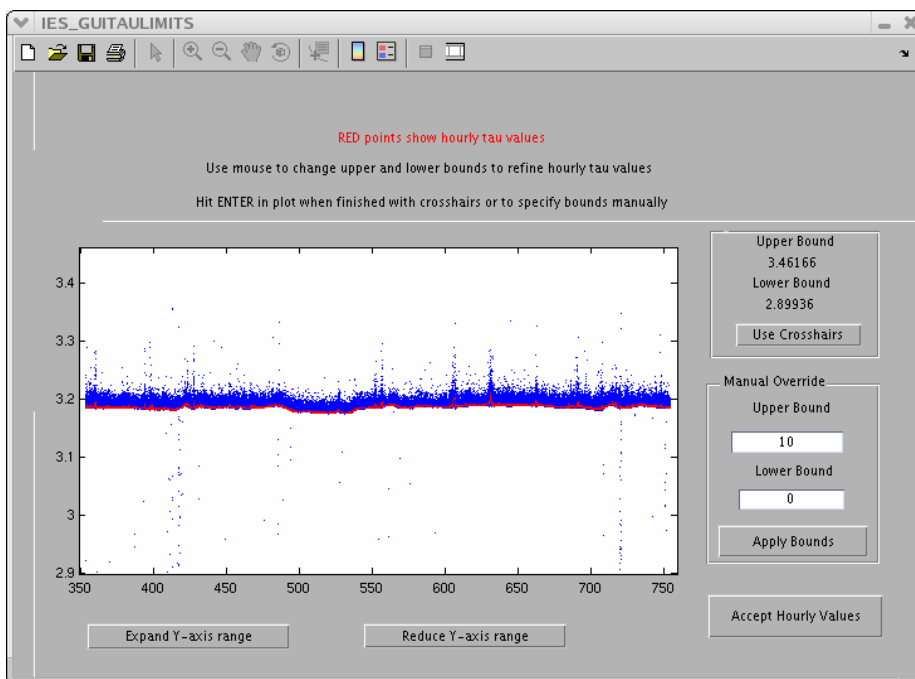 IES_GUITAULIMITS
RED points show hourly tau values
Use mouse to change upper and lower bounds to refine hourly tau values
Hit ENTER in plot when finished with crosshairs or to specify bounds manually
3.4
3.3
3.2
3.1
3
2.9
350 400 450 500 550 600 650 700 750
Expand Y-axis range
Reduce Y-axis range
Upper Bound
3.46166
Lower Bound
2.89936
Use Crosshairs
Manual Override
Upper Bound
10
Lower Bound
0
Apply Bounds
Accept Hourly Values